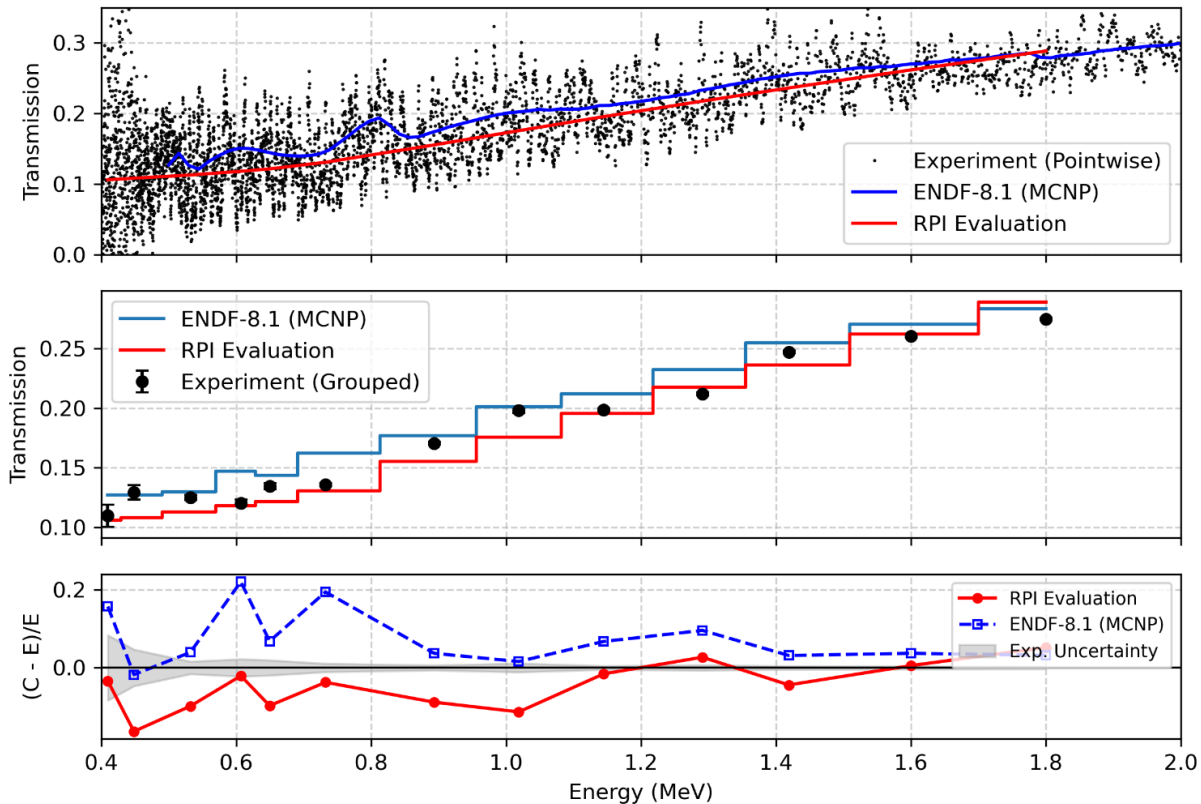 0.3
0.2
0.1
0.0
Transmission
Experiment (Pointwise)
ENDF-8.1 (MCNP)
RPI Evaluation
0.25
0.20
0.15
0.10
Transmission
ENDF-8.1 (MCNP)
RPI Evaluation
Experiment (Grouped)
0.2
0.0
(C - E)/E
RPI Evaluation
ENDF-8.1 (MCNP)
Exp. Uncertainty
0.4 0.6 0.8 1.0 1.2 1.4 1.6 1.8 2.0
Energy (MeV)